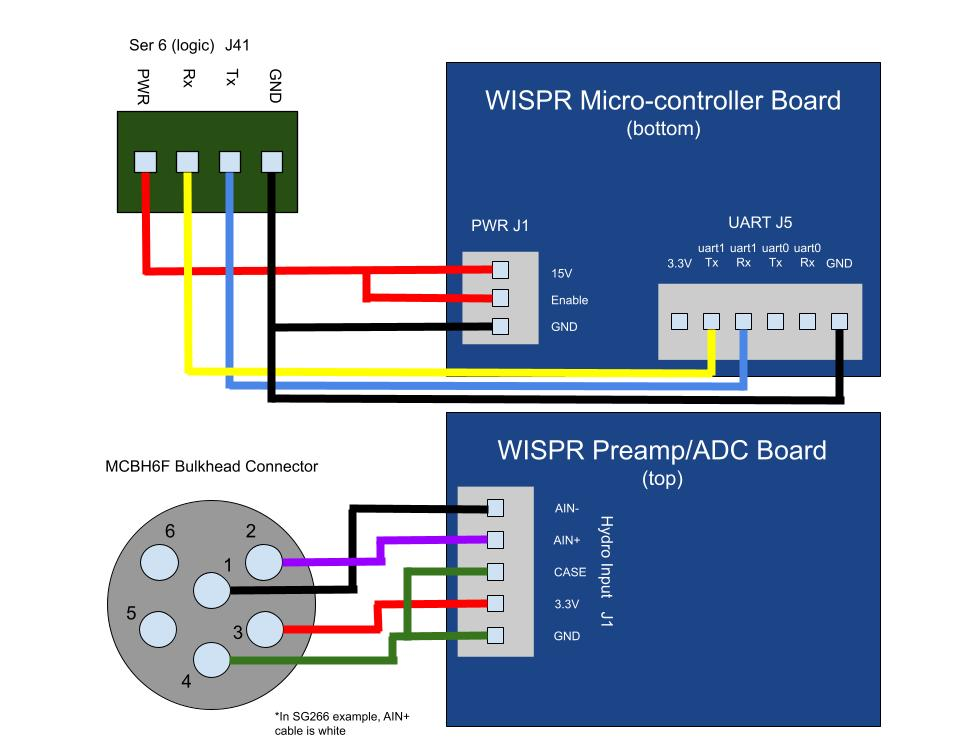 Ser 6 (logic) J41
PWR
Rx
Tx
GND
WISPR Micro-controller Board
(bottom)
PWR J1
15V
Enable
GND
UART J5
3.3V
uart1
Tx
uart1
Rx
uart0
Tx
uart0
Rx
GND
WISPR Preamp/ADC Board
(top)
AIN-
AIN+
CASE
3.3V
GND
Hydro Input J1
MCBH6F Bulkhead Connector
6
2
1
5
3
4
*In SG266 example, AIN+
cable is white